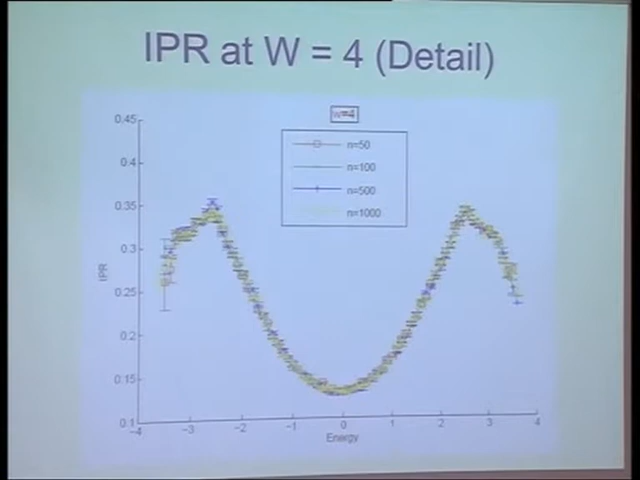 IPR at W = 4 (Detail)
w=4
n=50
n=100
n=500
n=1000
0.45
0.4
0.35
0.3
0.25
0.2
0.15
0.1
IPR
-4
-3
-2
-1
0
1
2
3
4
Energy